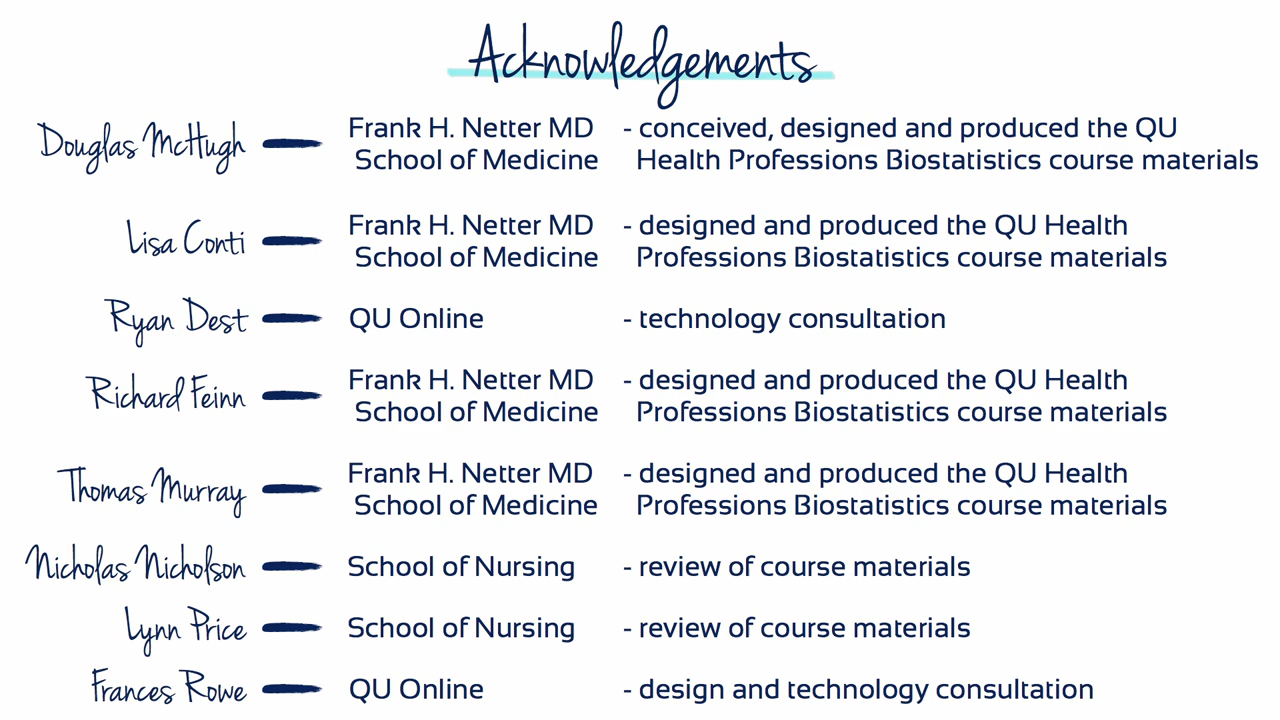 Acknowledgements
Douglas McHugh Frank H. Netter MD - conceived, designed and produced the QU
School of Medicine Health Professions Biostatistics course materials
Lisa Conti Frank H. Netter MD - designed and produced the QU Health
School of Medicine Professions Biostatistics course materials
Ryan Dest QU Online - technology consultation
Richard Feinn Frank H. Netter MD - designed and produced the QU Health
School of Medicine Professions Biostatistics course materials
Thomas Murray Frank H. Netter MD - designed and produced the QU Health
School of Medicine Professions Biostatistics course materials
Nicholas Nicholson School of Nursing - review of course materials
Lynn Price School of Nursing - review of course materials
Frances Rowe QU Online - design and technology consultation